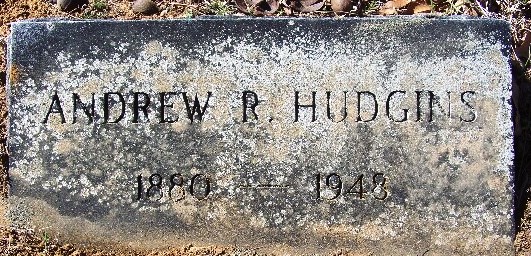 ANDREW R. HUDGINS
1880 — 1948